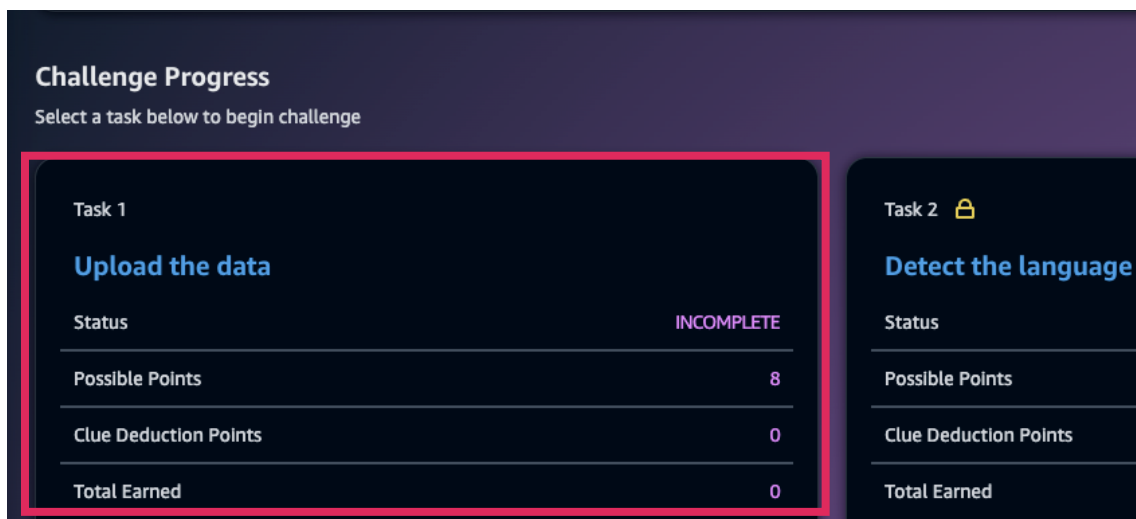 Challenge Progress
Select a task below to begin challenge
Task 1
Upload the data
Status INCOMPLETE
Possible Points 8
Clue Deduction Points 0
Total Earned 0
Task 2
Detect the language
Status
Possible Points
Clue Deduction Points
Total Earned